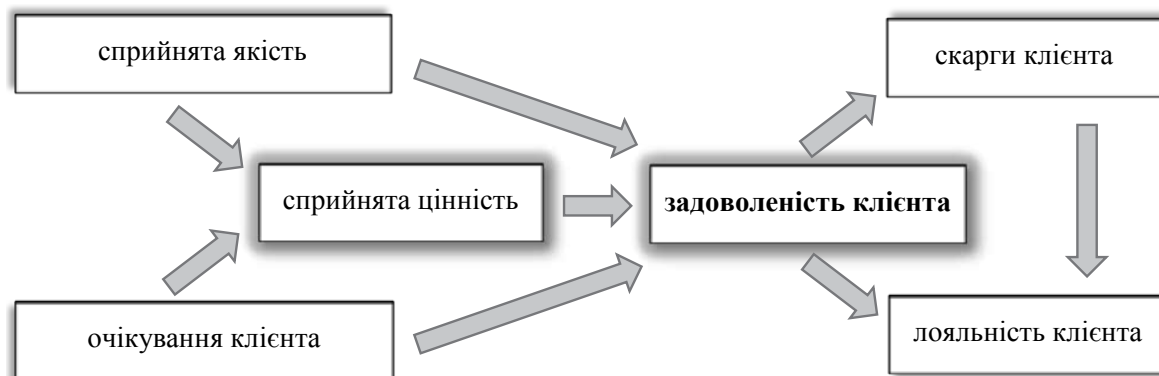 сприйнята якість
скарги клієнта
сприйнята цінність
задоволеність клієнта
очікування клієнта
лояльність клієнта